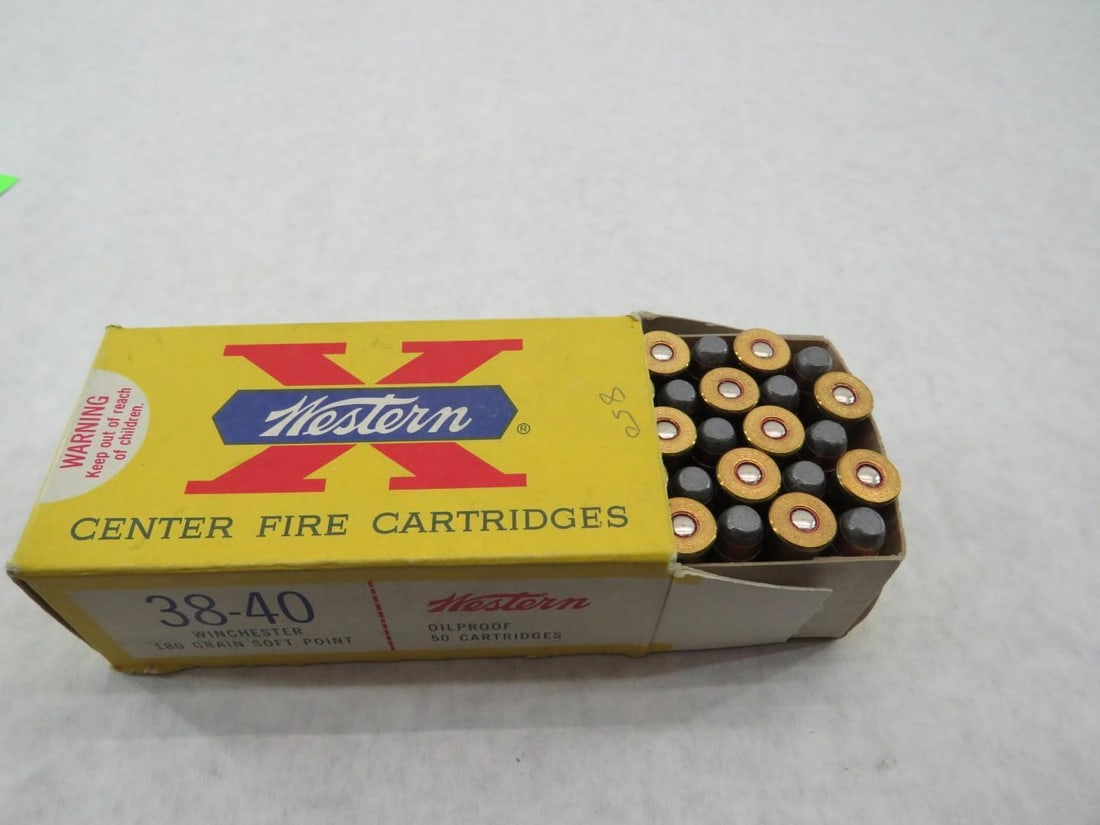 WARNING
Keep out of reach
of children.
X
Western
®
058
CENTER FIRE CARTRIDGES
38-40
WINCHESTER
180 GRAIN SOFT POINT
Western
OILPROOF
50 CARTRIDGES